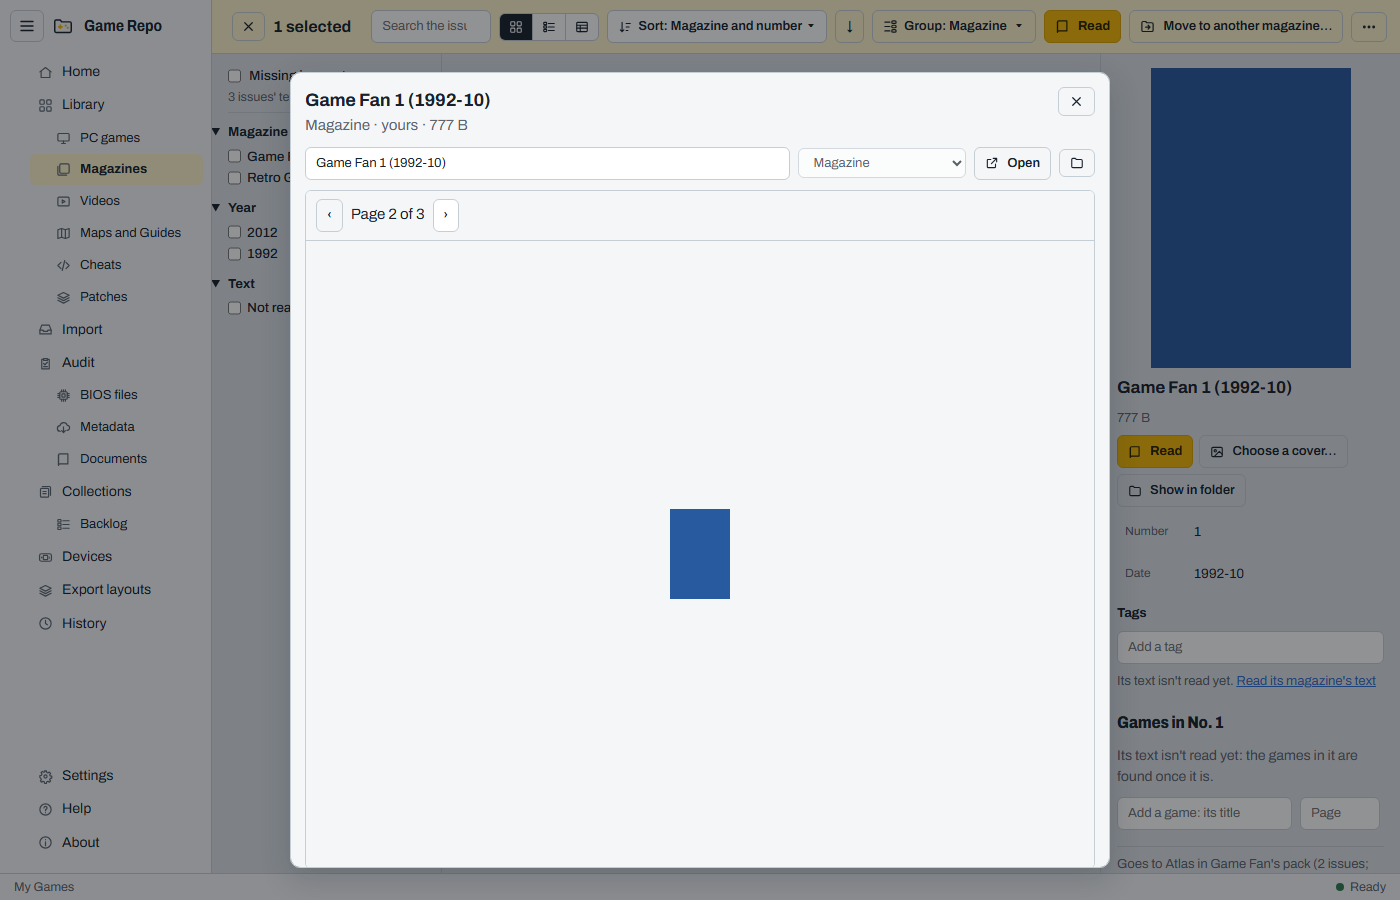 Game Repo
Home
Library
PC games
Magazines
Videos
Maps and Guides
Cheats
Patches
Import
Audit
BIOS files
Metadata
Documents
Collections
Backlog
Devices
Export layouts
History
Settings
Help
About
My Games
1 selected
Search the issu
Sort: Magazine and number
↓
Group: Magazine
Read
Move to another magazine…
3 issues' te
Magazine
Game
Retro
Year
2012
1992
Text
Not rea
Game Fan 1 (1992-10)
Magazine · yours · 777 B
Game Fan 1 (1992-10)
Magazine
Open
‹ Page 2 of 3 ›
Game Fan 1 (1992-10)
777 B
Read
Choose a cover…
Show in folder
Number 1
Date 1992-10
Tags
Add a tag
Its text isn't read yet. Read its magazine's text
Games in No. 1
Its text isn't read yet: the games in it are
found once it is.
Add a game: its title
Page
Goes to Atlas in Game Fan's pack (2 issues;
Ready